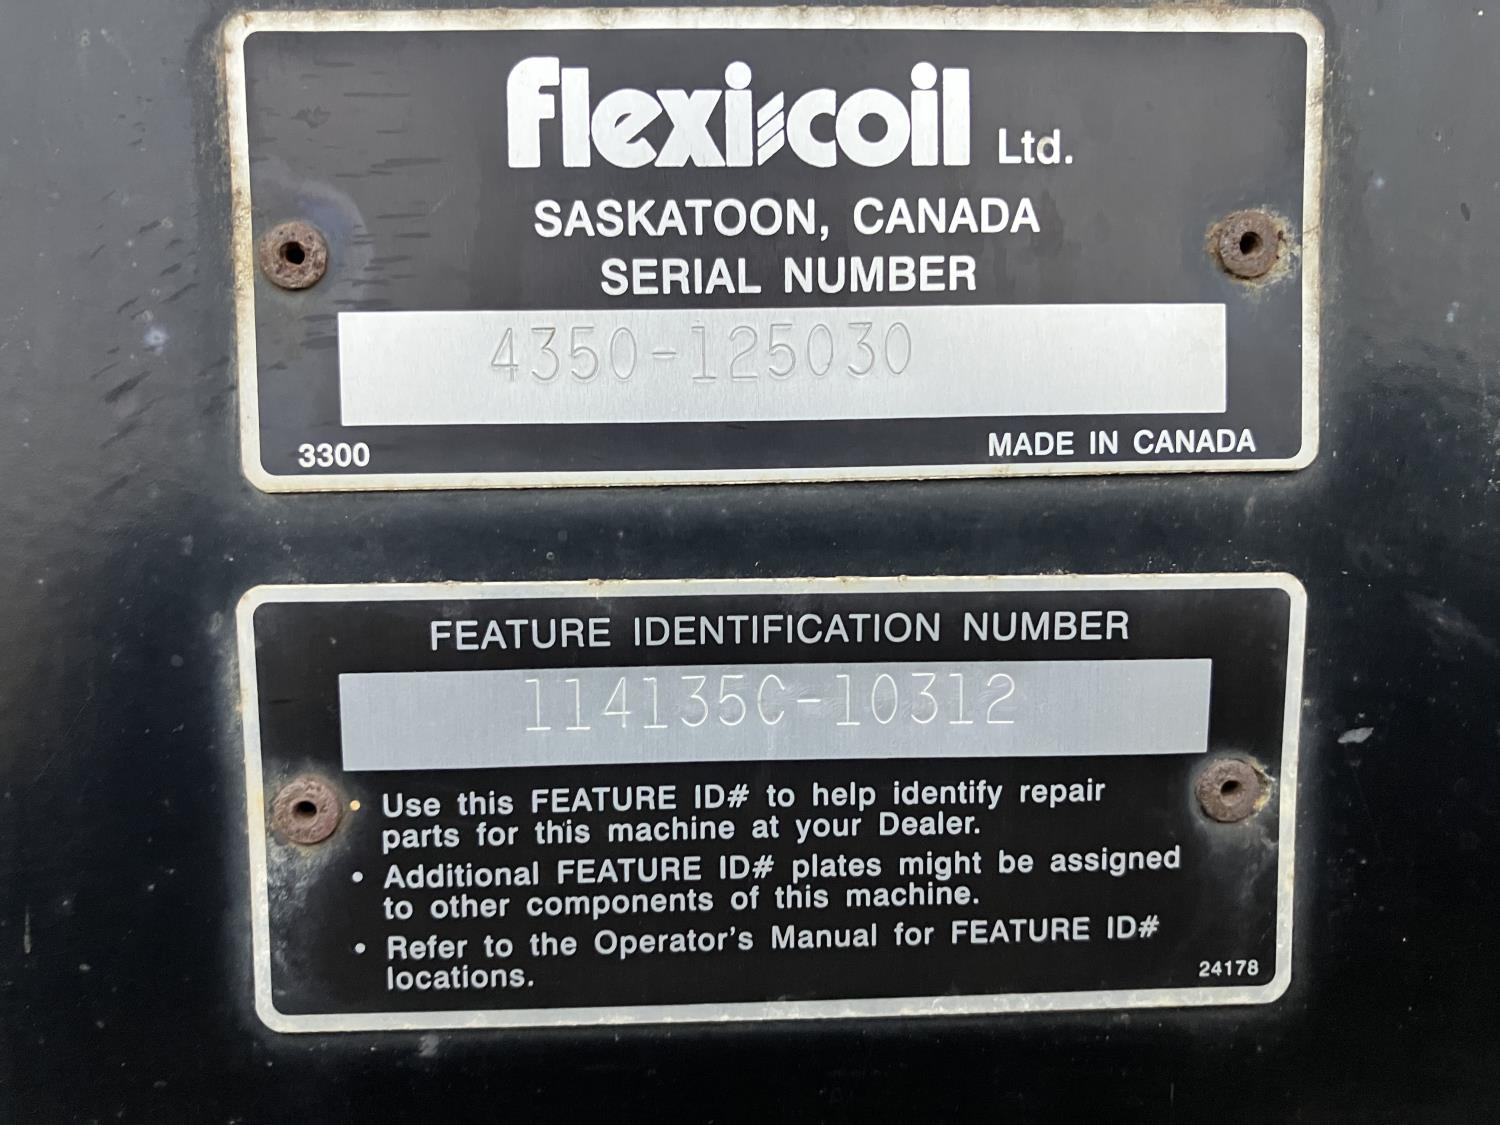 flexi-coil Ltd.
SASKATOON, CANADA
SERIAL NUMBER
4350-125030
3300 MADE IN CANADA
FEATURE IDENTIFICATION NUMBER
114135C-10312
• Use this FEATURE ID# to help identify repair
parts for this machine at your Dealer.
• Additional FEATURE ID# plates might be assigned
to other components of this machine.
• Refer to the Operator's Manual for FEATURE ID#
locations.
24178